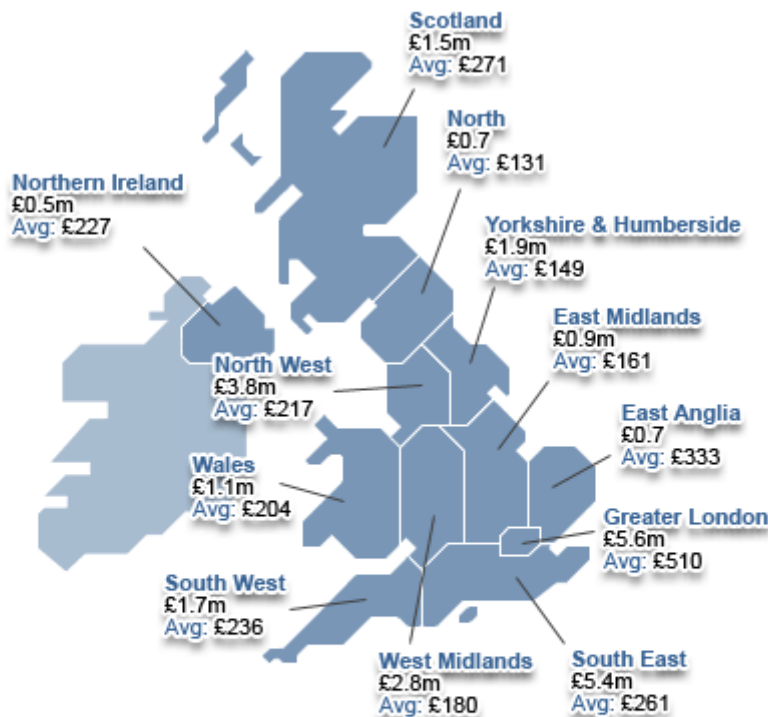 Scotland
£1.5m
Avg: £271
North
£0.7
Avg: £131
Northern Ireland
£0.5m
Avg: £227
Yorkshire & Humberside
£1.9m
Avg: £149
East Midlands
£0.9m
Avg: £161
North West
£3.8m
Avg: £217
East Anglia
£0.7
Avg: £333
Wales
£1.1m
Avg: £204
Greater London
£5.6m
Avg: £510
South West
£1.7m
Avg: £236
West Midlands
£2.8m
Avg: £180
South East
£5.4m
Avg: £261